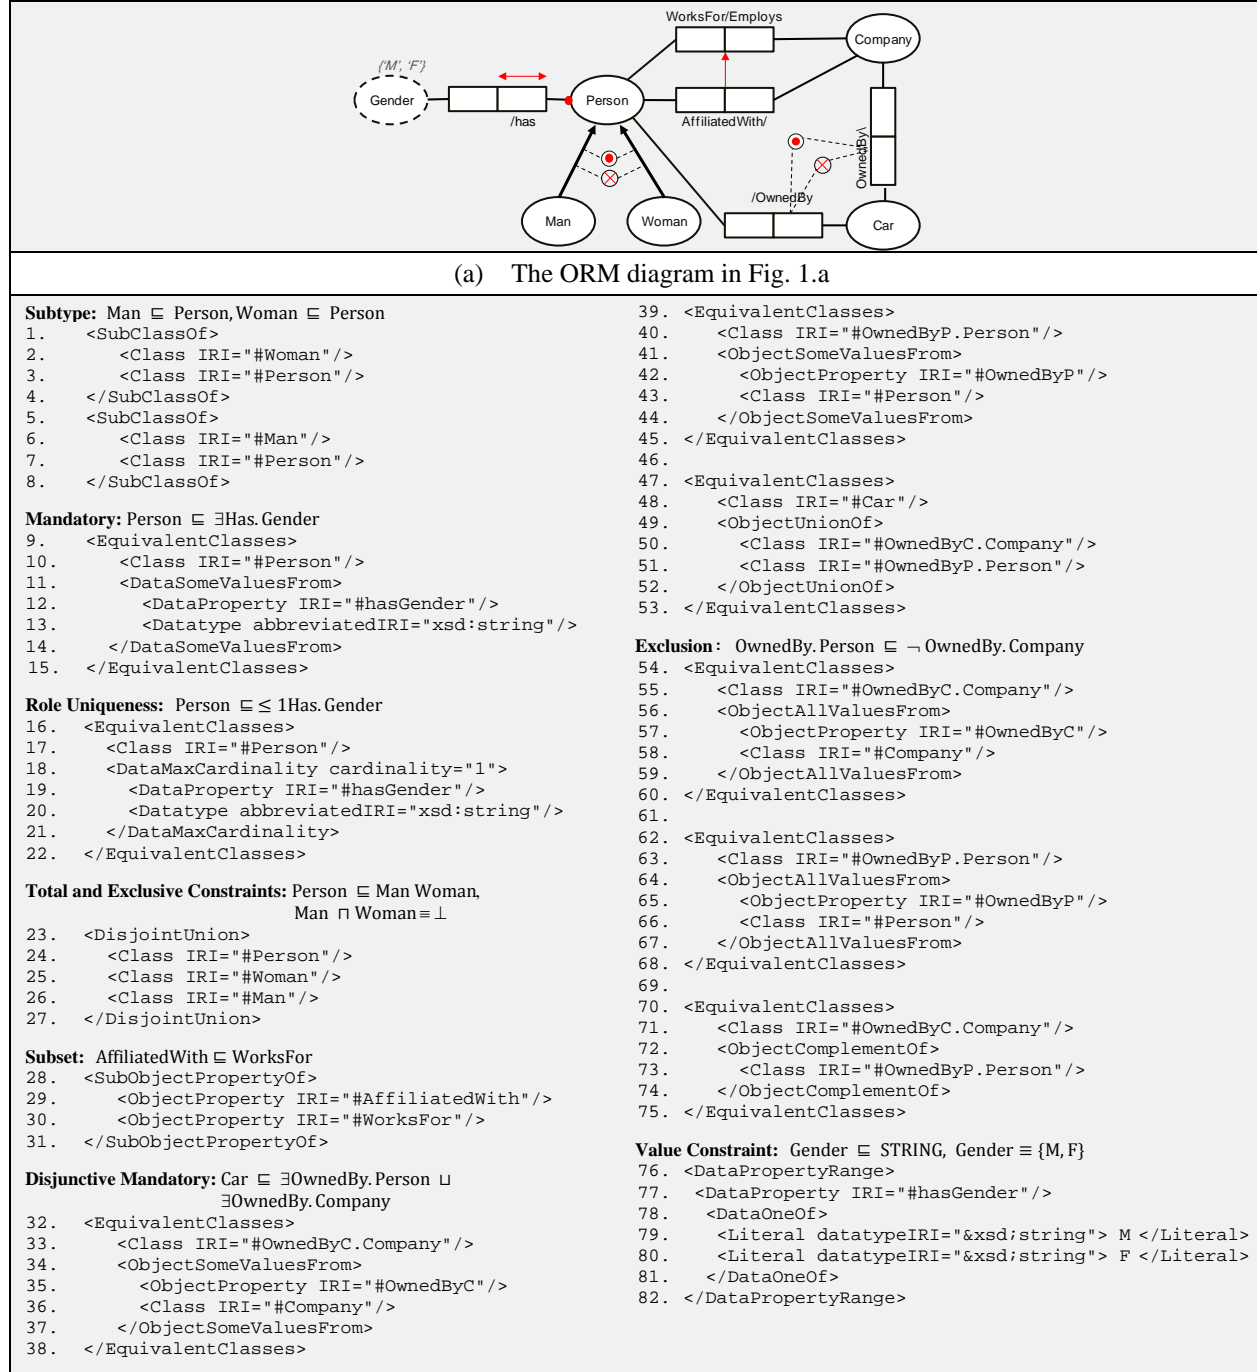 WorksFor/Employs
Company
{'M', 'F'}
Gender
Person
/has
AffiliatedWith/
OwnedBy\
/OwnedBy
Man
Woman
Car
(a) The ORM diagram in Fig. 1.a
Subtype: Man ⊑ Person, Woman ⊑ Person
1. <SubClassOf>
2. <Class IRI="#Woman"/>
3. <Class IRI="#Person"/>
4. </SubClassOf>
5. <SubClassOf>
6. <Class IRI="#Man"/>
7. <Class IRI="#Person"/>
8. </SubClassOf>
Mandatory: Person ⊑ ∃Has. Gender
9. <EquivalentClasses>
10. <Class IRI="#Person"/>
11. <DataSomeValuesFrom>
12. <DataProperty IRI="#hasGender"/>
13. <Datatype abbreviatedIRI="xsd:string"/>
14. </DataSomeValuesFrom>
15. </EquivalentClasses>
Role Uniqueness: Person ⊑ ≤ 1Has. Gender
16. <EquivalentClasses>
17. <Class IRI="#Person"/>
18. <DataMaxCardinality cardinality="1">
19. <DataProperty IRI="#hasGender"/>
20. <Datatype abbreviatedIRI="xsd:string"/>
21. </DataMaxCardinality>
22. </EquivalentClasses>
Total and Exclusive Constraints: Person ⊑ Man Woman,
Man ⊓ Woman ≡ ⊥
23. <DisjointUnion>
24. <Class IRI="#Person"/>
25. <Class IRI="#Woman"/>
26. <Class IRI="#Man"/>
27. </DisjointUnion>
Subset: AffiliatedWith ⊑ WorksFor
28. <SubObjectPropertyOf>
29. <ObjectProperty IRI="#AffiliatedWith"/>
30. <ObjectProperty IRI="#WorksFor"/>
31. </SubObjectPropertyOf>
Disjunctive Mandatory: Car ⊑ ∃OwnedBy. Person ⊔
∃OwnedBy. Company
32. <EquivalentClasses>
33. <Class IRI="#OwnedByC.Company"/>
34. <ObjectSomeValuesFrom>
35. <ObjectProperty IRI="#OwnedByC"/>
36. <Class IRI="#Company"/>
37. </ObjectSomeValuesFrom>
38. </EquivalentClasses>
39. <EquivalentClasses>
40. <Class IRI="#OwnedByP.Person"/>
41. <ObjectSomeValuesFrom>
42. <ObjectProperty IRI="#OwnedByP"/>
43. <Class IRI="#Person"/>
44. </ObjectSomeValuesFrom>
45. </EquivalentClasses>
46.
47. <EquivalentClasses>
48. <Class IRI="#Car"/>
49. <ObjectUnionOf>
50. <Class IRI="#OwnedByC.Company"/>
51. <Class IRI="#OwnedByP.Person"/>
52. </ObjectUnionOf>
53. </EquivalentClasses>
Exclusion: OwnedBy. Person ⊑ ¬ OwnedBy. Company
54. <EquivalentClasses>
55. <Class IRI="#OwnedByC.Company"/>
56. <ObjectAllValuesFrom>
57. <ObjectProperty IRI="#OwnedByC"/>
58. <Class IRI="#Company"/>
59. </ObjectAllValuesFrom>
60. </EquivalentClasses>
61.
62. <EquivalentClasses>
63. <Class IRI="#OwnedByP.Person"/>
64. <ObjectAllValuesFrom>
65. <ObjectProperty IRI="#OwnedByP"/>
66. <Class IRI="#Person"/>
67. </ObjectAllValuesFrom>
68. </EquivalentClasses>
69.
70. <EquivalentClasses>
71. <Class IRI="#OwnedByC.Company"/>
72. <ObjectComplementOf>
73. <Class IRI="#OwnedByP.Person"/>
74. </ObjectComplementOf>
75. </EquivalentClasses>
Value Constraint: Gender ⊑ STRING, Gender ≡ {M, F}
76. <DataPropertyRange>
77. <DataProperty IRI="#hasGender"/>
78. <DataOneOf>
79. <Literal datatypeIRI="&xsd;string"> M </Literal>
80. <Literal datatypeIRI="&xsd;string"> F </Literal>
81. </DataOneOf>
82. </DataPropertyRange>